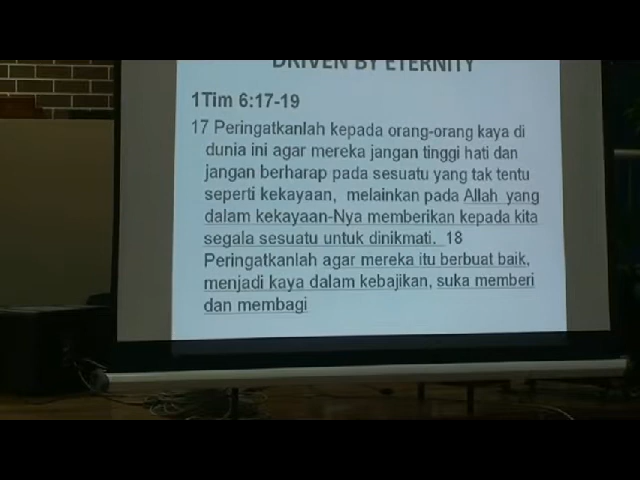 DRIVEN BY ETERNITY
1Tim 6:17-19
17 Peringatkanlah kepada orang-orang kaya di
dunia ini agar mereka jangan tinggi hati dan
jangan berharap pada sesuatu yang tak tentu
seperti kekayaan, melainkan pada Allah yang
dalam kekayaan-Nya memberikan kepada kita
segala sesuatu untuk dinikmati. 18
Peringatkanlah agar mereka itu berbuat baik,
menjadi kaya dalam kebajikan, suka memberi
dan membagi